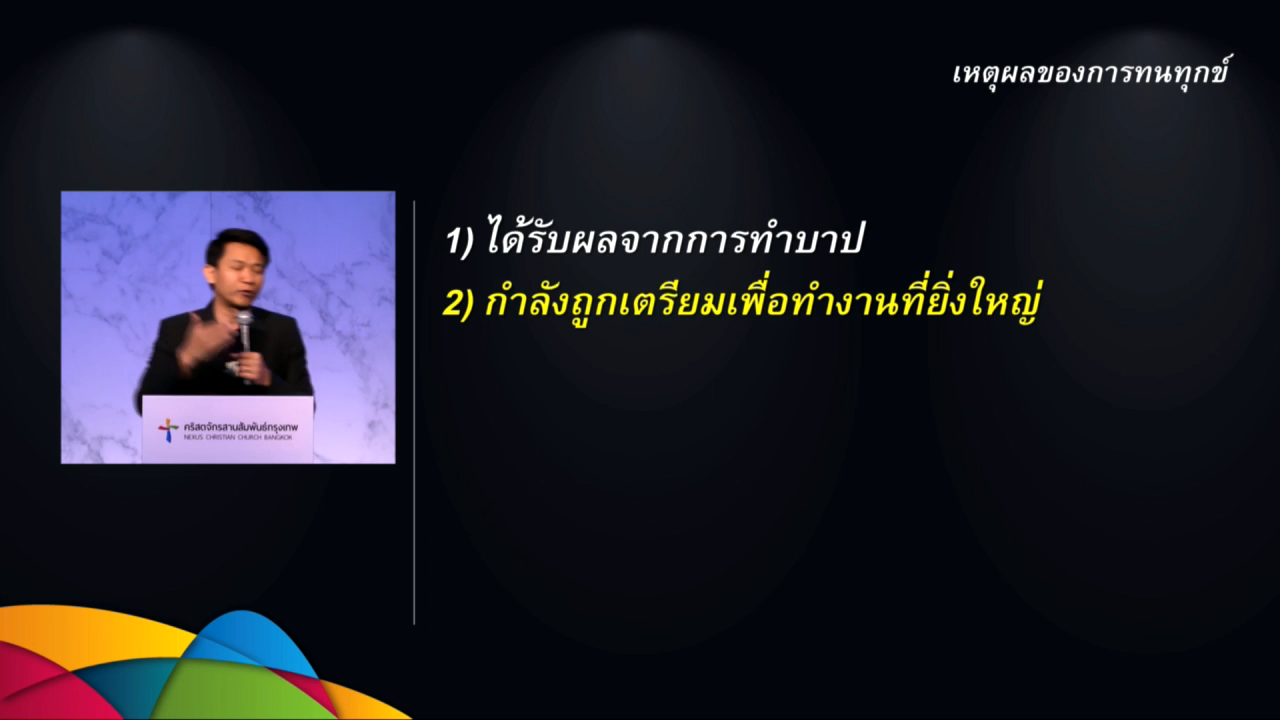 เหตุผลของการทนทุกข์
1) ได้รับผลจากการทำบาป
2) กำลังถูกเตรียมเพื่อทำงานที่ยิ่งใหญ่
คริสตจักรสานสัมพันธ์กรุงเทพ
NEXUS CHRISTIAN CHURCH BANGKOK